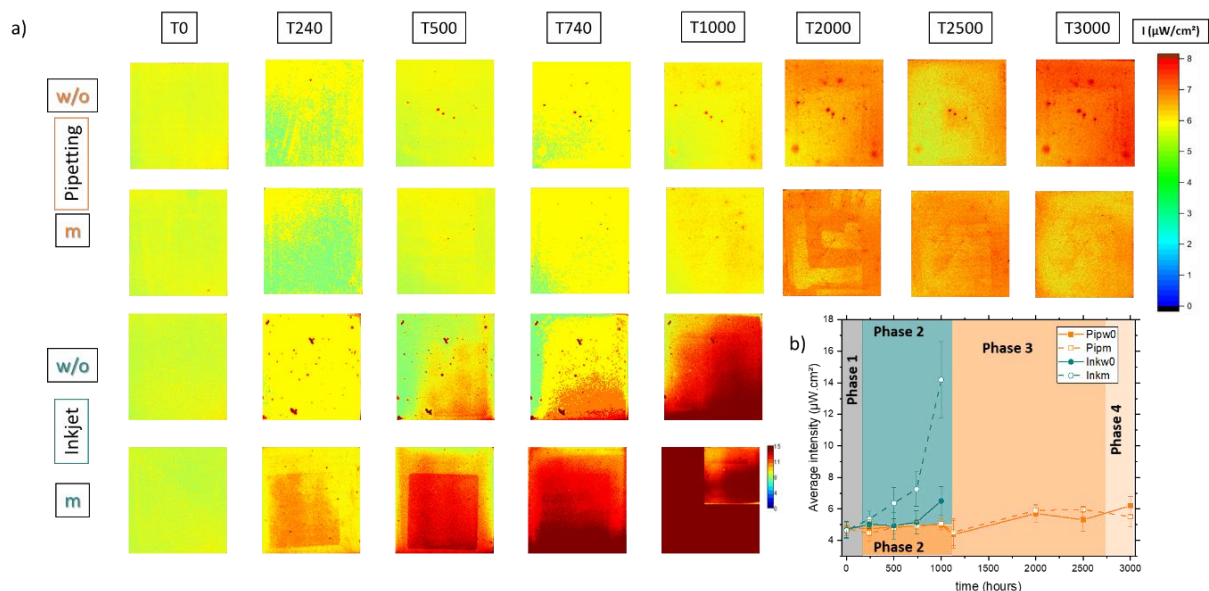 a)
T0 T240 T500 T740 T1000 T2000 T2500 T3000 I (µW/cm²)
w/o
Pipetting
m
8
7
6
5
4
3
2
1
0
w/o
Inkjet
m
15
11
8
4
0
b)
18
16
14
12
10
8
6
4
Average intensity (µW.cm²)
Phase 1
Phase 2
Phase 3
Phase 4
Phase 2
Pipw0
Pipm
Inkw0
Inkm
0 500 1000 1500 2000 2500 3000
time (hours)